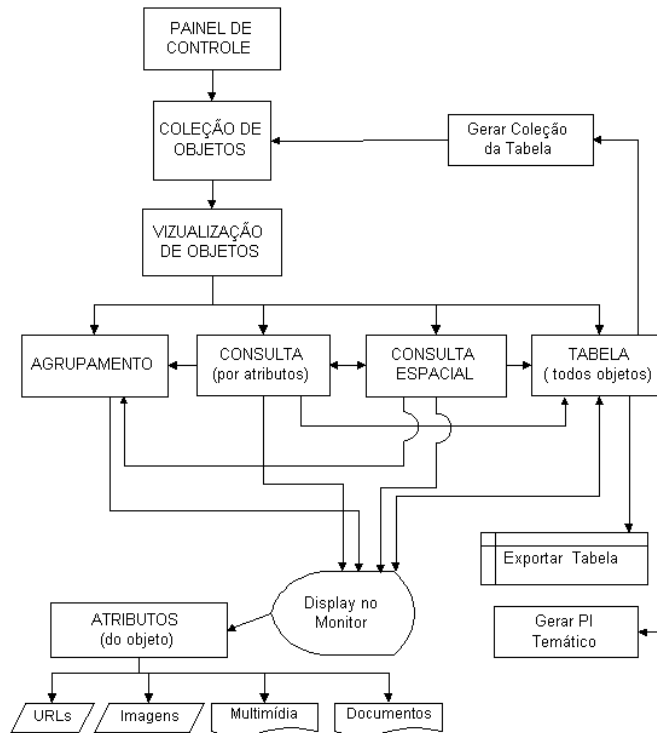 PAINEL DE
CONTROLE
COLEÇÃO DE
OBJETOS
Gerar Coleção
da Tabela
VIZUALIZAÇÃO
DE OBJETOS
AGRUPAMENTO
CONSULTA
(por atributos)
CONSULTA
ESPACIAL
TABELA
( todos objetos)
Exportar Tabela
Display no
Monitor
ATRIBUTOS
(do objeto)
Gerar PI
Temático
URLs
Imagens
Multimídia
Documentos